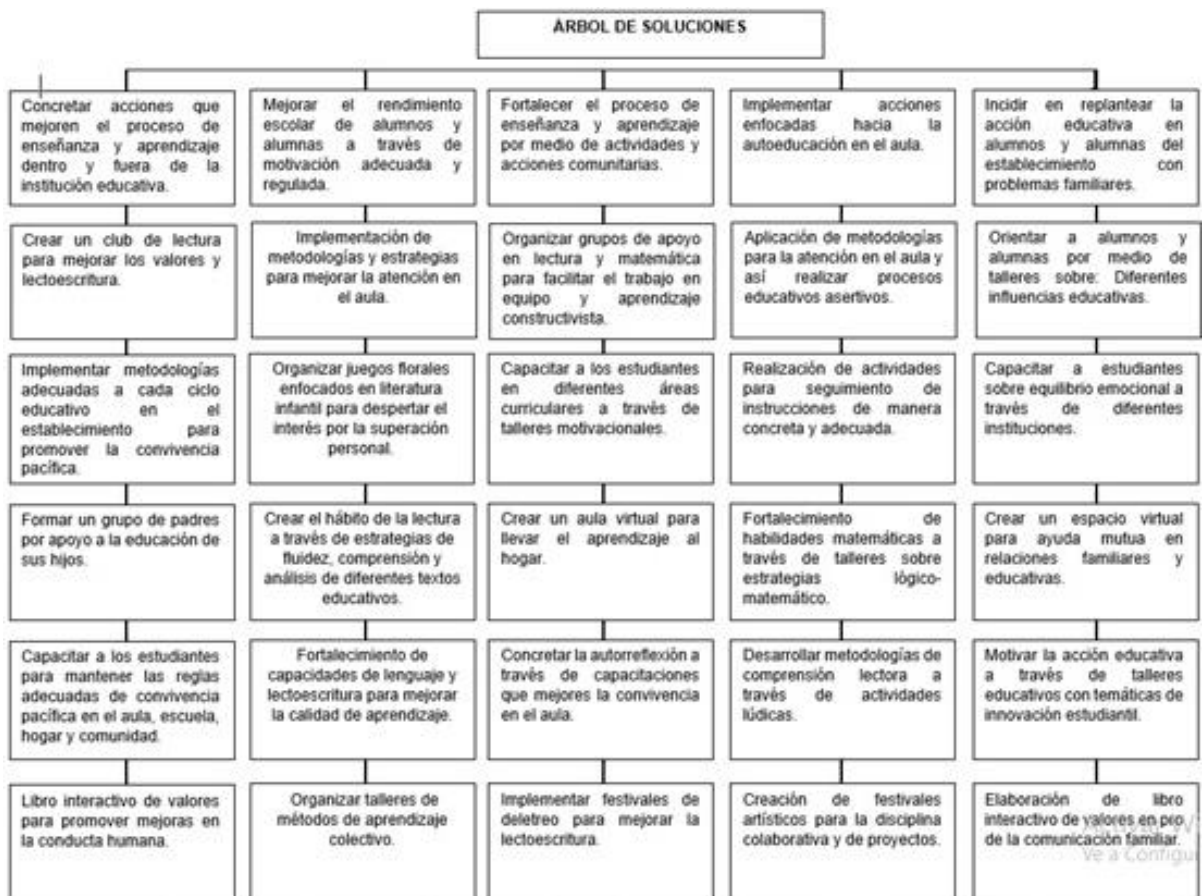 ÁRBOL DE SOLUCIONES
Concretar acciones que
mejoren el proceso de
enseñanza y aprendizaje
dentro y fuera de la
institución educativa.
Mejorar el rendimiento
escolar de alumnos y
alumnas a través de
motivación adecuada y
regulada.
Fortalecer el proceso de
enseñanza y aprendizaje
por medio de actividades y
acciones comunitarias.
Implementar acciones
enfocadas hacia la
autoeducación en el aula.
Incidir en replantear la
acción educativa en
alumnos y alumnas del
establecimiento con
problemas familiares.
Crear un club de lectura
para mejorar los valores y
lectoescritura.
Implementación de
metodologías y estrategias
para mejorar la atención en
el aula.
Organizar grupos de apoyo
en lectura y matemática
para facilitar el trabajo en
equipo y aprendizaje
constructivista.
Aplicación de metodologías
para la atención en el aula y
así realizar procesos
educativos asertivos.
Orientar a alumnos y
alumnas por medio de
talleres sobre: Diferentes
influencias educativas.
Implementar metodologías
adecuadas a cada ciclo
educativo en el
establecimiento para
promover la convivencia
pacífica.
Organizar juegos florales
enfocados en literatura
infantil para despertar el
interés por la superación
personal.
Capacitar a los estudiantes
en diferentes áreas
curriculares a través de
talleres motivacionales.
Realización de actividades
para seguimiento de
instrucciones de manera
concreta y adecuada.
Capacitar a estudiantes
sobre equilibrio emocional a
través de diferentes
instituciones.
Formar un grupo de padres
por apoyo a la educación de
sus hijos.
Crear el hábito de la lectura
a través de estrategias de
fluidez, comprensión y
análisis de diferentes textos
educativos.
Crear un aula virtual para
llevar el aprendizaje al
hogar.
Fortalecimiento de
habilidades matemáticas a
través de talleres sobre
estrategias lógico-
matemático.
Crear un espacio virtual
para ayuda mutua en
relaciones familiares y
educativas.
Capacitar a los estudiantes
para mantener las reglas
adecuadas de convivencia
pacífica en el aula, escuela,
hogar y comunidad.
Fortalecimiento de
capacidades de lenguaje y
lectoescritura para mejorar
la calidad de aprendizaje.
Concretar la autorreflexión a
través de capacitaciones
que mejores la convivencia
en el aula.
Desarrollar metodologías de
comprensión lectora a
través de actividades
lúdicas.
Motivar la acción educativa
a través de talleres
educativos con temáticas de
innovación estudiantil.
Libro interactivo de valores
para promover mejoras en
la conducta humana.
Organizar talleres de
métodos de aprendizaje
colectivo.
Implementar festivales de
deletreo para mejorar la
lectoescritura.
Creación de festivales
artísticos para la disciplina
colaborativa y de proyectos.
Elaboración de libro
interactivo de valores en pro
de la comunicación familiar.
Ve a Configu